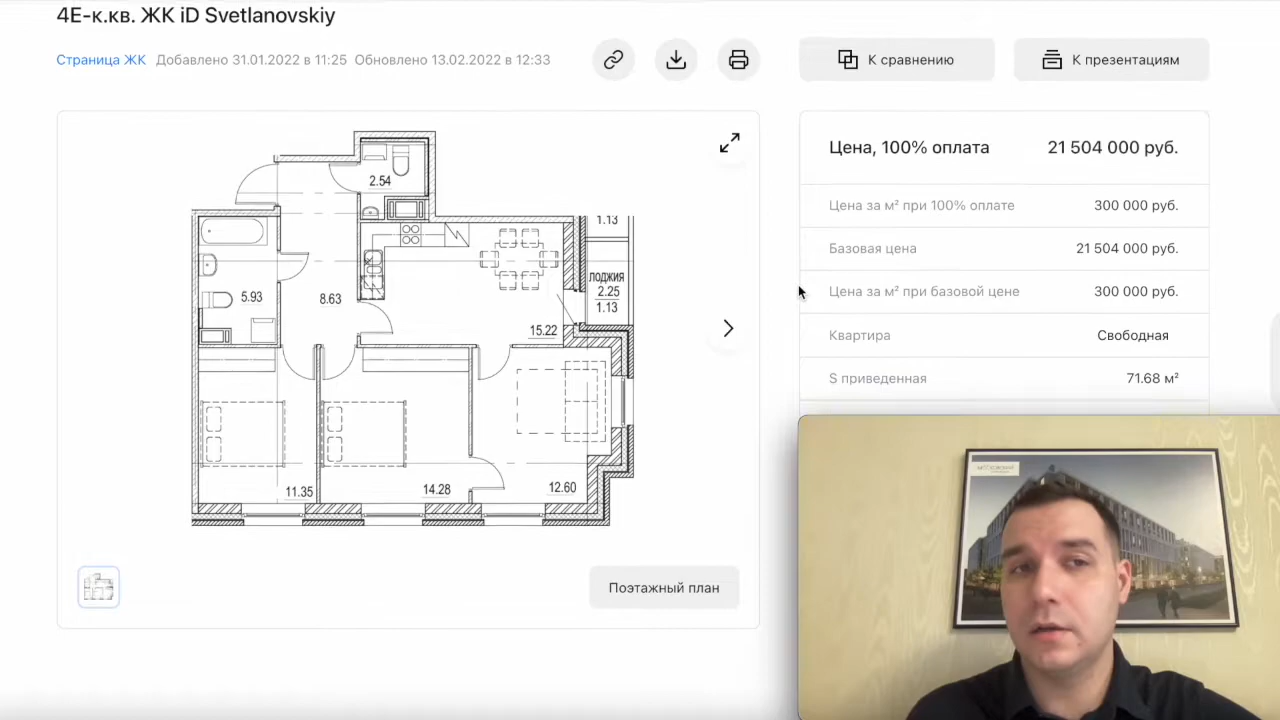 4Е-к.кв. ЖК iD Svetlanovskiy
Страница ЖК Добавлено 31.01.2022 в 11:25 Обновлено 13.02.2022 в 12:33
К сравнению
К презентациям
2.54
1.13
ЛОДЖИЯ
2.25
1.13
5.93
8.63
15.22
11.35
14.28
12.60
Поэтажный план
Цена, 100% оплата 21 504 000 руб.
Цена за м² при 100% оплате 300 000 руб.
Базовая цена 21 504 000 руб.
Цена за м² при базовой цене 300 000 руб.
Квартира Свободная
S приведенная 71.68 м²